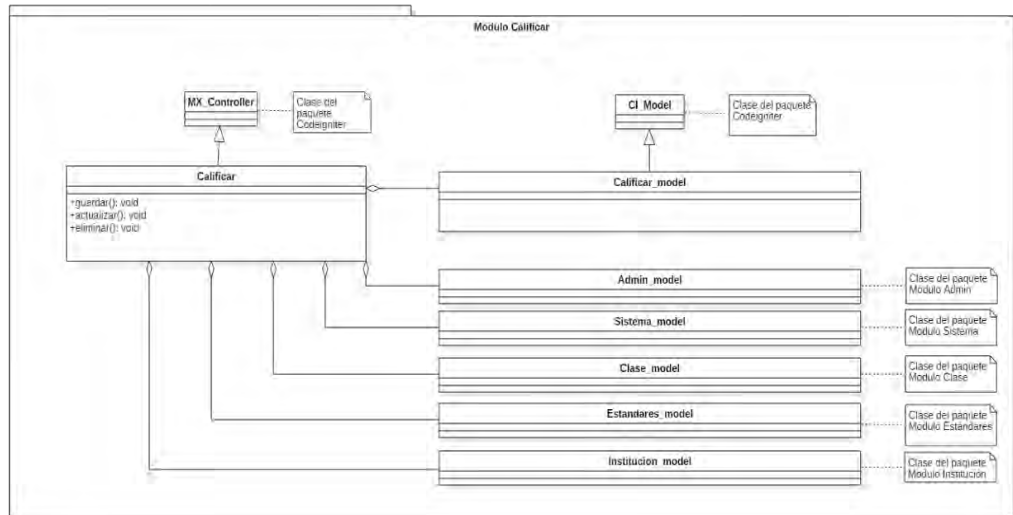 Modulo Calificar
MX_Controller
Clase del
paquete
Codeigniter
CI_Model
Clase del paquete
Codeigniter
Calificar
+guardar(): void
+actualizar(): void
+eliminar(): void
Calificar_model
Admin_model
Clase del paquete
Modulo Admin
Sistema_model
Clase del paquete
Modulo Sistema
Clase_model
Clase del paquete
Modulo Clase
Estandares_model
Clase del paquete
Modulo Estándares
Institucion_model
Clase del paquete
Modulo Institución